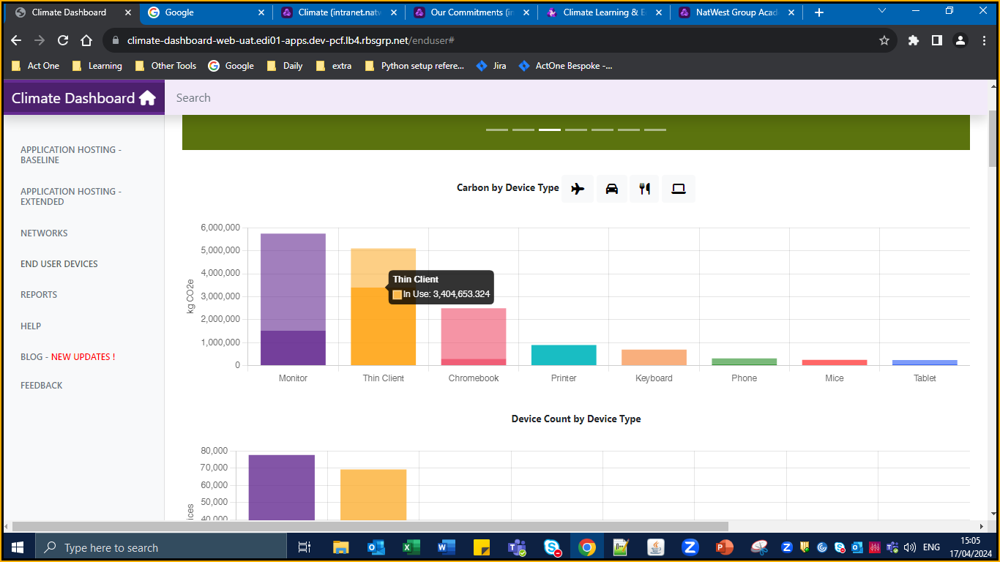 Climate Dashboard
Google
Climate (intranet.natw
Our Commitments (in
Climate Learning & E
NatWest Group Acad
climate-dashboard-web-uat.edi01-apps.dev-pcf.lb4.rbsgrp.net/enduser#
Act One
Learning
Other Tools
Google
Daily
extra
Python setup refere...
Jira
ActOne Bespoke -...
Climate Dashboard
Search
APPLICATION HOSTING -
BASELINE
APPLICATION HOSTING -
EXTENDED
NETWORKS
END USER DEVICES
REPORTS
HELP
BLOG - NEW UPDATES !
FEEDBACK
Carbon by Device Type
6,000,000
5,000,000
4,000,000
3,000,000
2,000,000
1,000,000
0
kg CO2e
Thin Client
In Use: 3,404,653.324
Monitor
Thin Client
Chromebook
Printer
Keyboard
Phone
Mice
Tablet
Device Count by Device Type
80,000
70,000
60,000
50,000
40,000
ices
Type here to search
ENG
15:05
17/04/2024